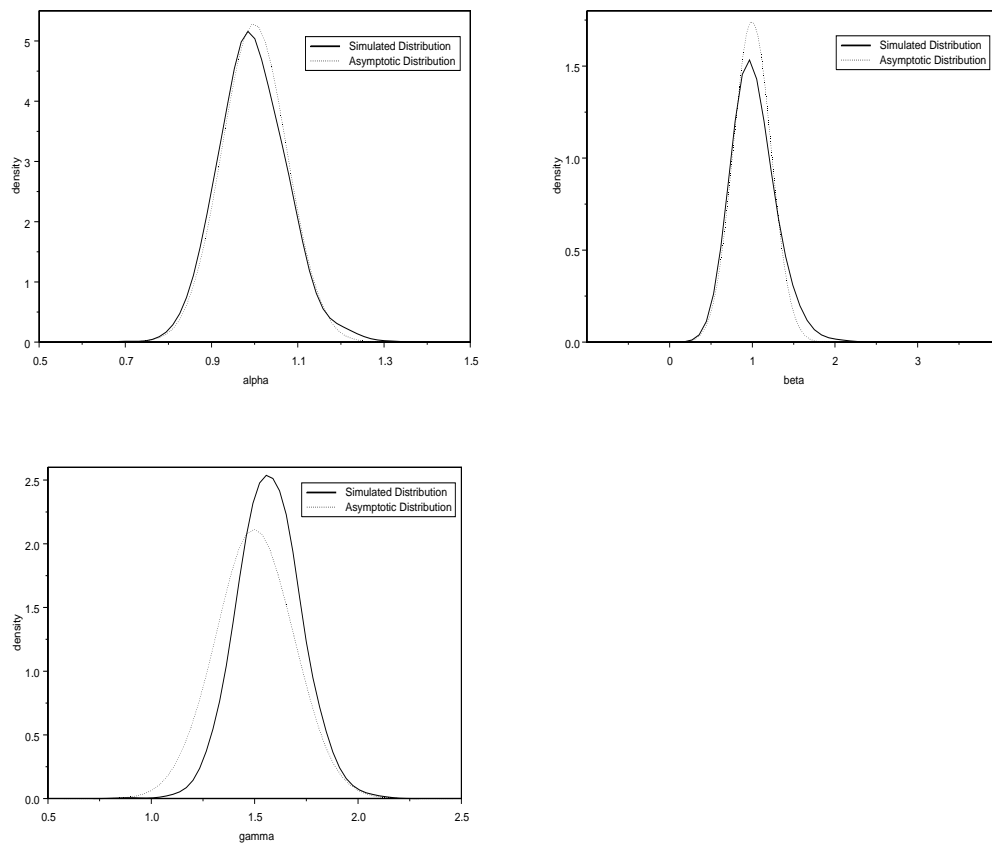 Simulated Distribution
Asymptotic Distribution
density
5
4
3
2
1
0
0.5
0.7
0.9
1.1
1.3
1.5
alpha
Simulated Distribution
Asymptotic Distribution
density
1.5
1.0
0.5
0.0
0
1
2
3
beta
Simulated Distribution
Asymptotic Distribution
density
2.5
2.0
1.5
1.0
0.5
0.0
0.5
1.0
1.5
2.0
2.5
gamma